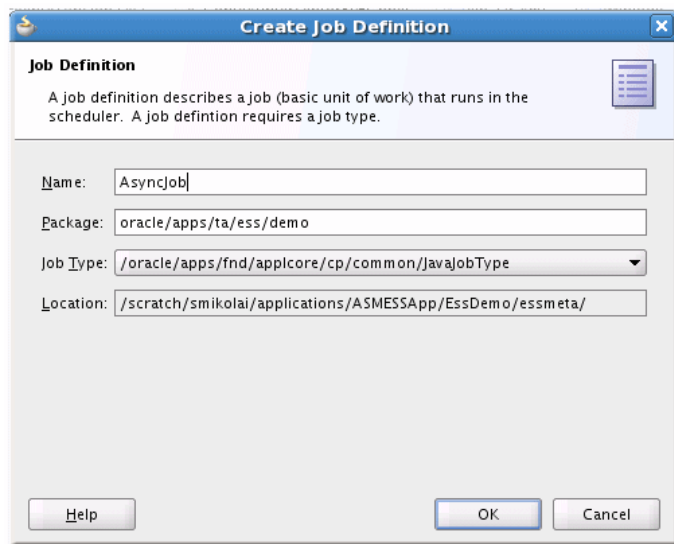 Create Job Definition
Job Definition
A job definition describes a job (basic unit of work) that runs in the
scheduler. A job defintion requires a job type.
Name: AsyncJob
Package: oracle/apps/ta/ess/demo
Job Type: /oracle/apps/fnd/applcore/cp/common/JavaJobType
Location: /scratch/smikolai/applications/ASMESSApp/EssDemo/essmeta/
Help OK Cancel